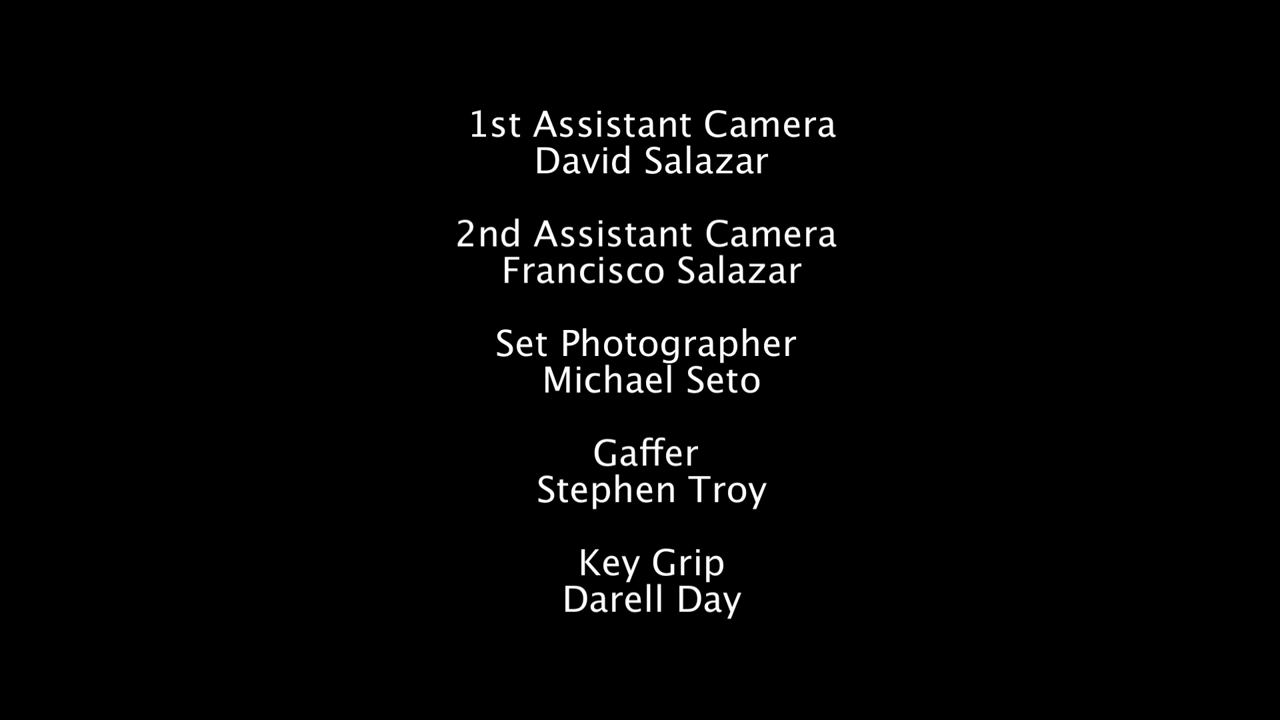 1st Assistant Camera
David Salazar
2nd Assistant Camera
Francisco Salazar
Set Photographer
Michael Seto
Gaffer
Stephen Troy
Key Grip
Darell Day